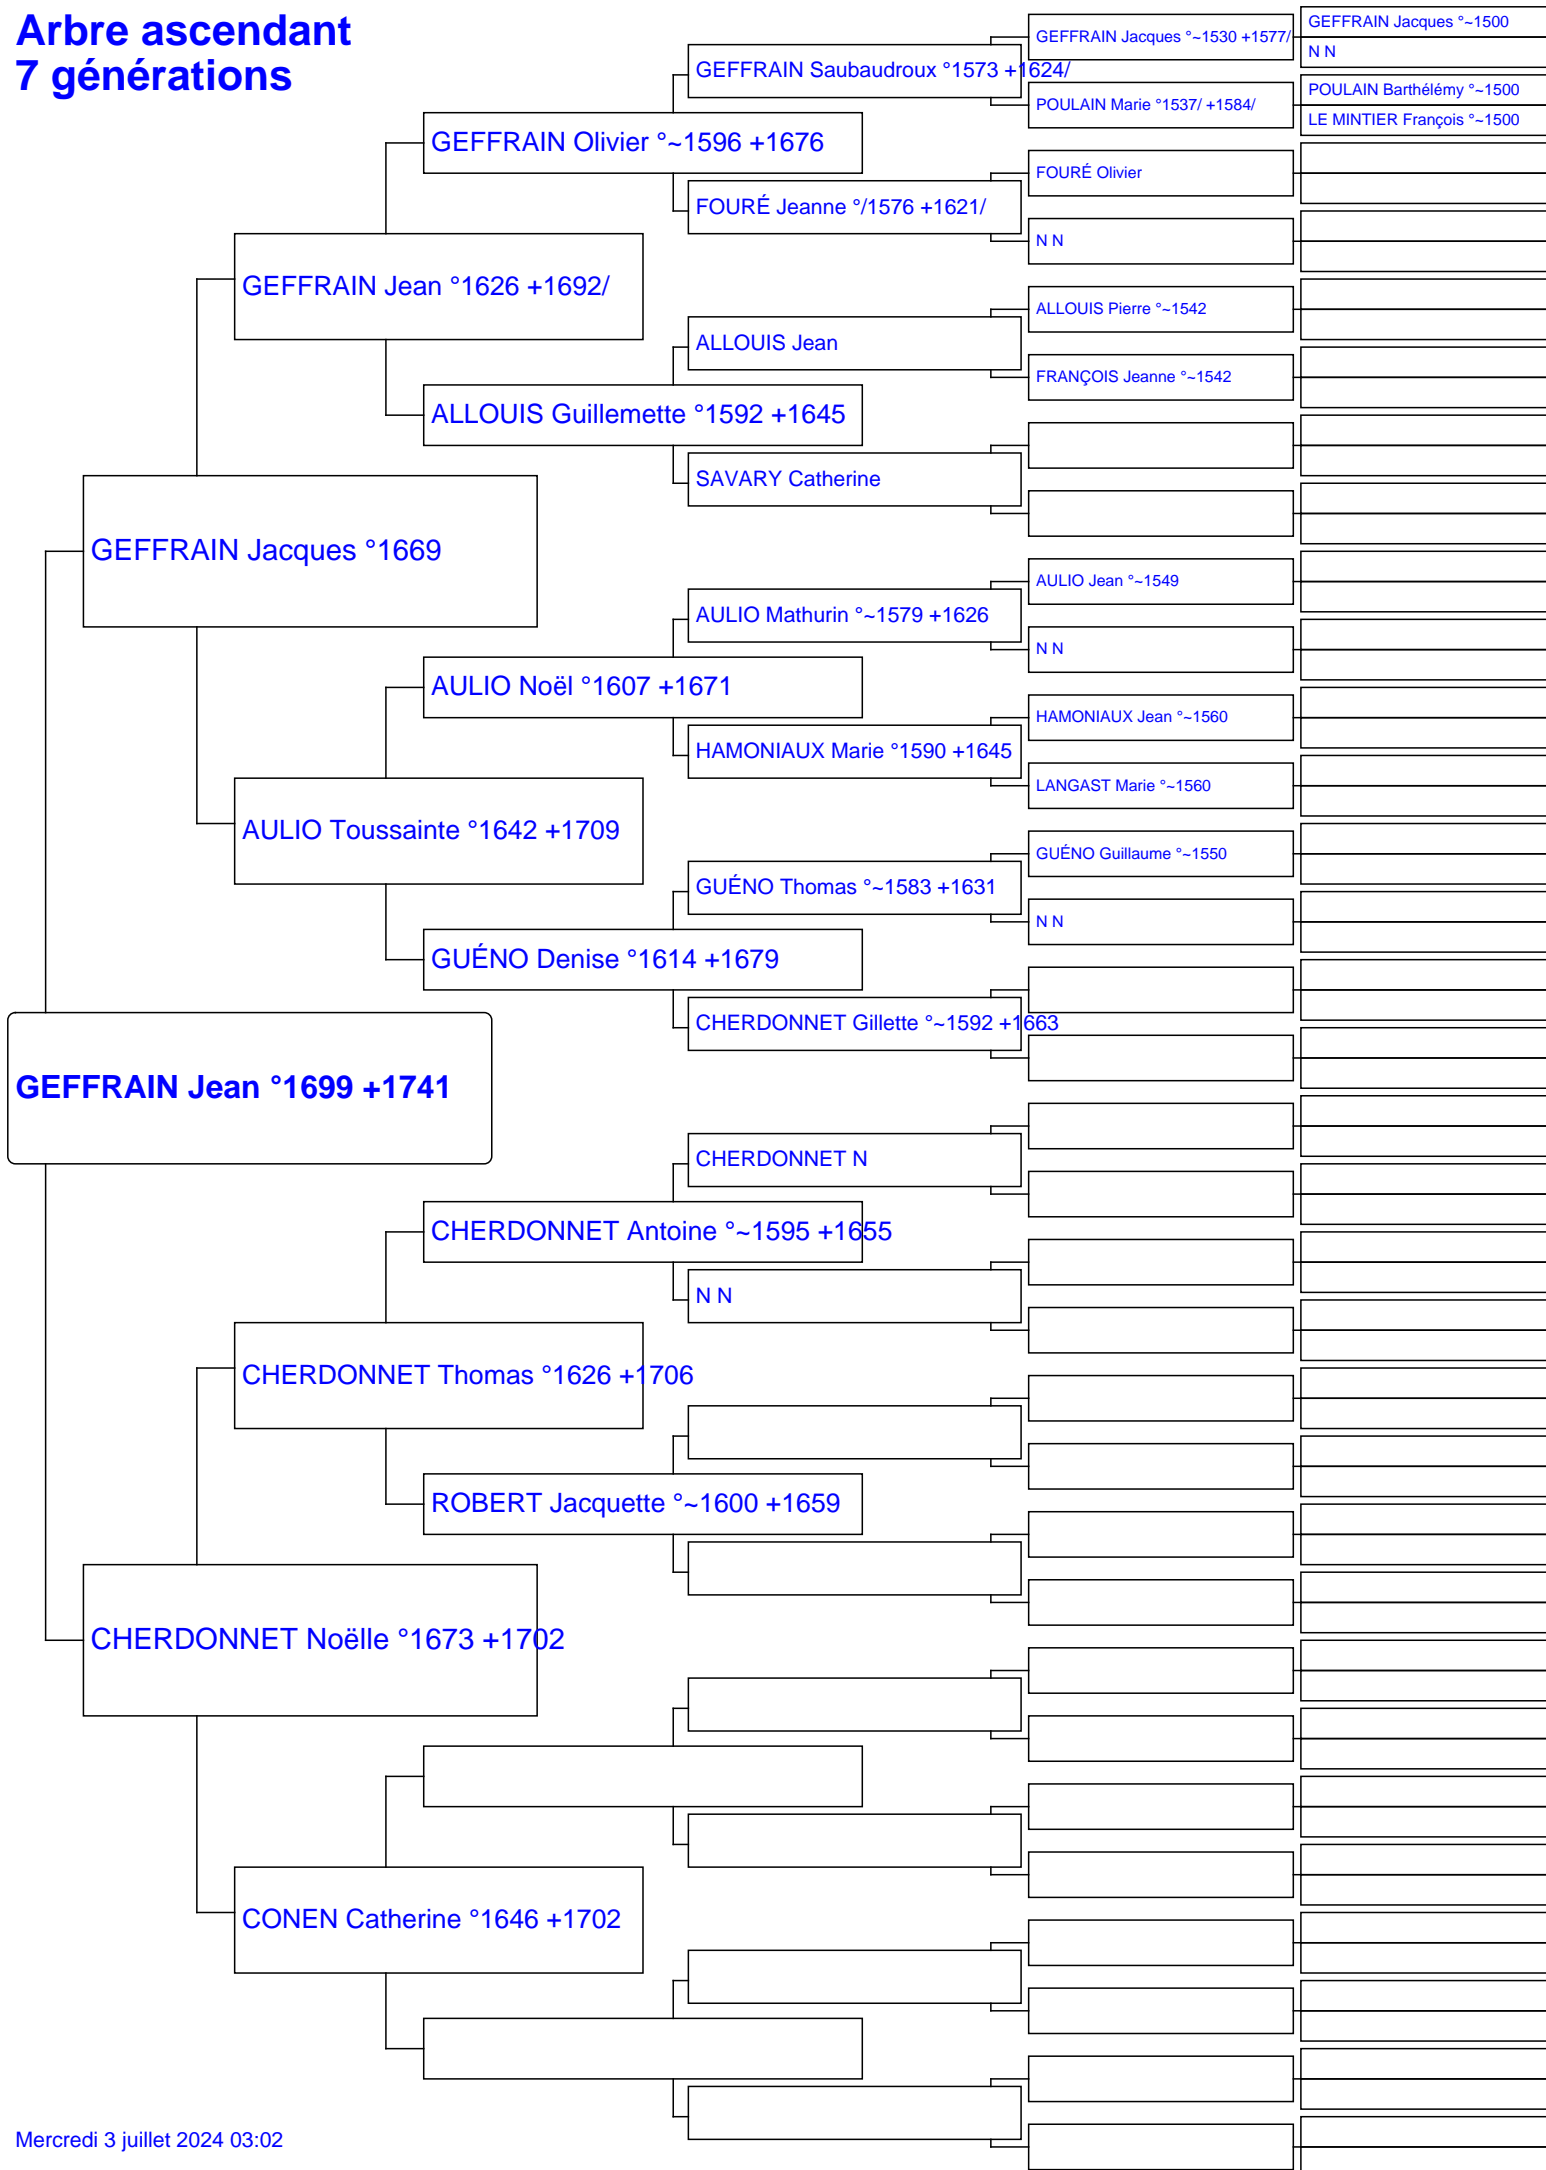 Arbre ascendant
7 générations
GEFFRAIN Jacques °~1500
GEFFRAIN Jacques °~1530 +1577/
N N
GEFFRAIN Saubaudroux °1573 +1624/
POULAIN Barthélémy °~1500
POULAIN Marie °1537/ +1584/
LE MINTIER François °~1500
GEFFRAIN Olivier °~1596 +1676
FOURÉ Olivier
FOURÉ Jeanne °/1576 +1621/
N N
GEFFRAIN Jean °1626 +1692/
ALLOUIS Pierre °~1542
ALLOUIS Jean
FRANÇOIS Jeanne °~1542
ALLOUIS Guillemette °1592 +1645
SAVARY Catherine
GEFFRAIN Jacques °1669
AULIO Jean °~1549
AULIO Mathurin °~1579 +1626
N N
AULIO Noël °1607 +1671
HAMONIAUX Jean °~1560
HAMONIAUX Marie °1590 +1645
LANGAST Marie °~1560
AULIO Toussainte °1642 +1709
GUÉNO Guillaume °~1550
GUÉNO Thomas °~1583 +1631
N N
GUÉNO Denise °1614 +1679
CHERDONNET Gillette °~1592 +1663
GEFFRAIN Jean °1699 +1741
CHERDONNET N
CHERDONNET Antoine °~1595 +1655
N N
CHERDONNET Thomas °1626 +1706
ROBERT Jacquette °~1600 +1659
CHERDONNET Noëlle °1673 +1702
CONEN Catherine °1646 +1702
Mercredi 3 juillet 2024 03:02